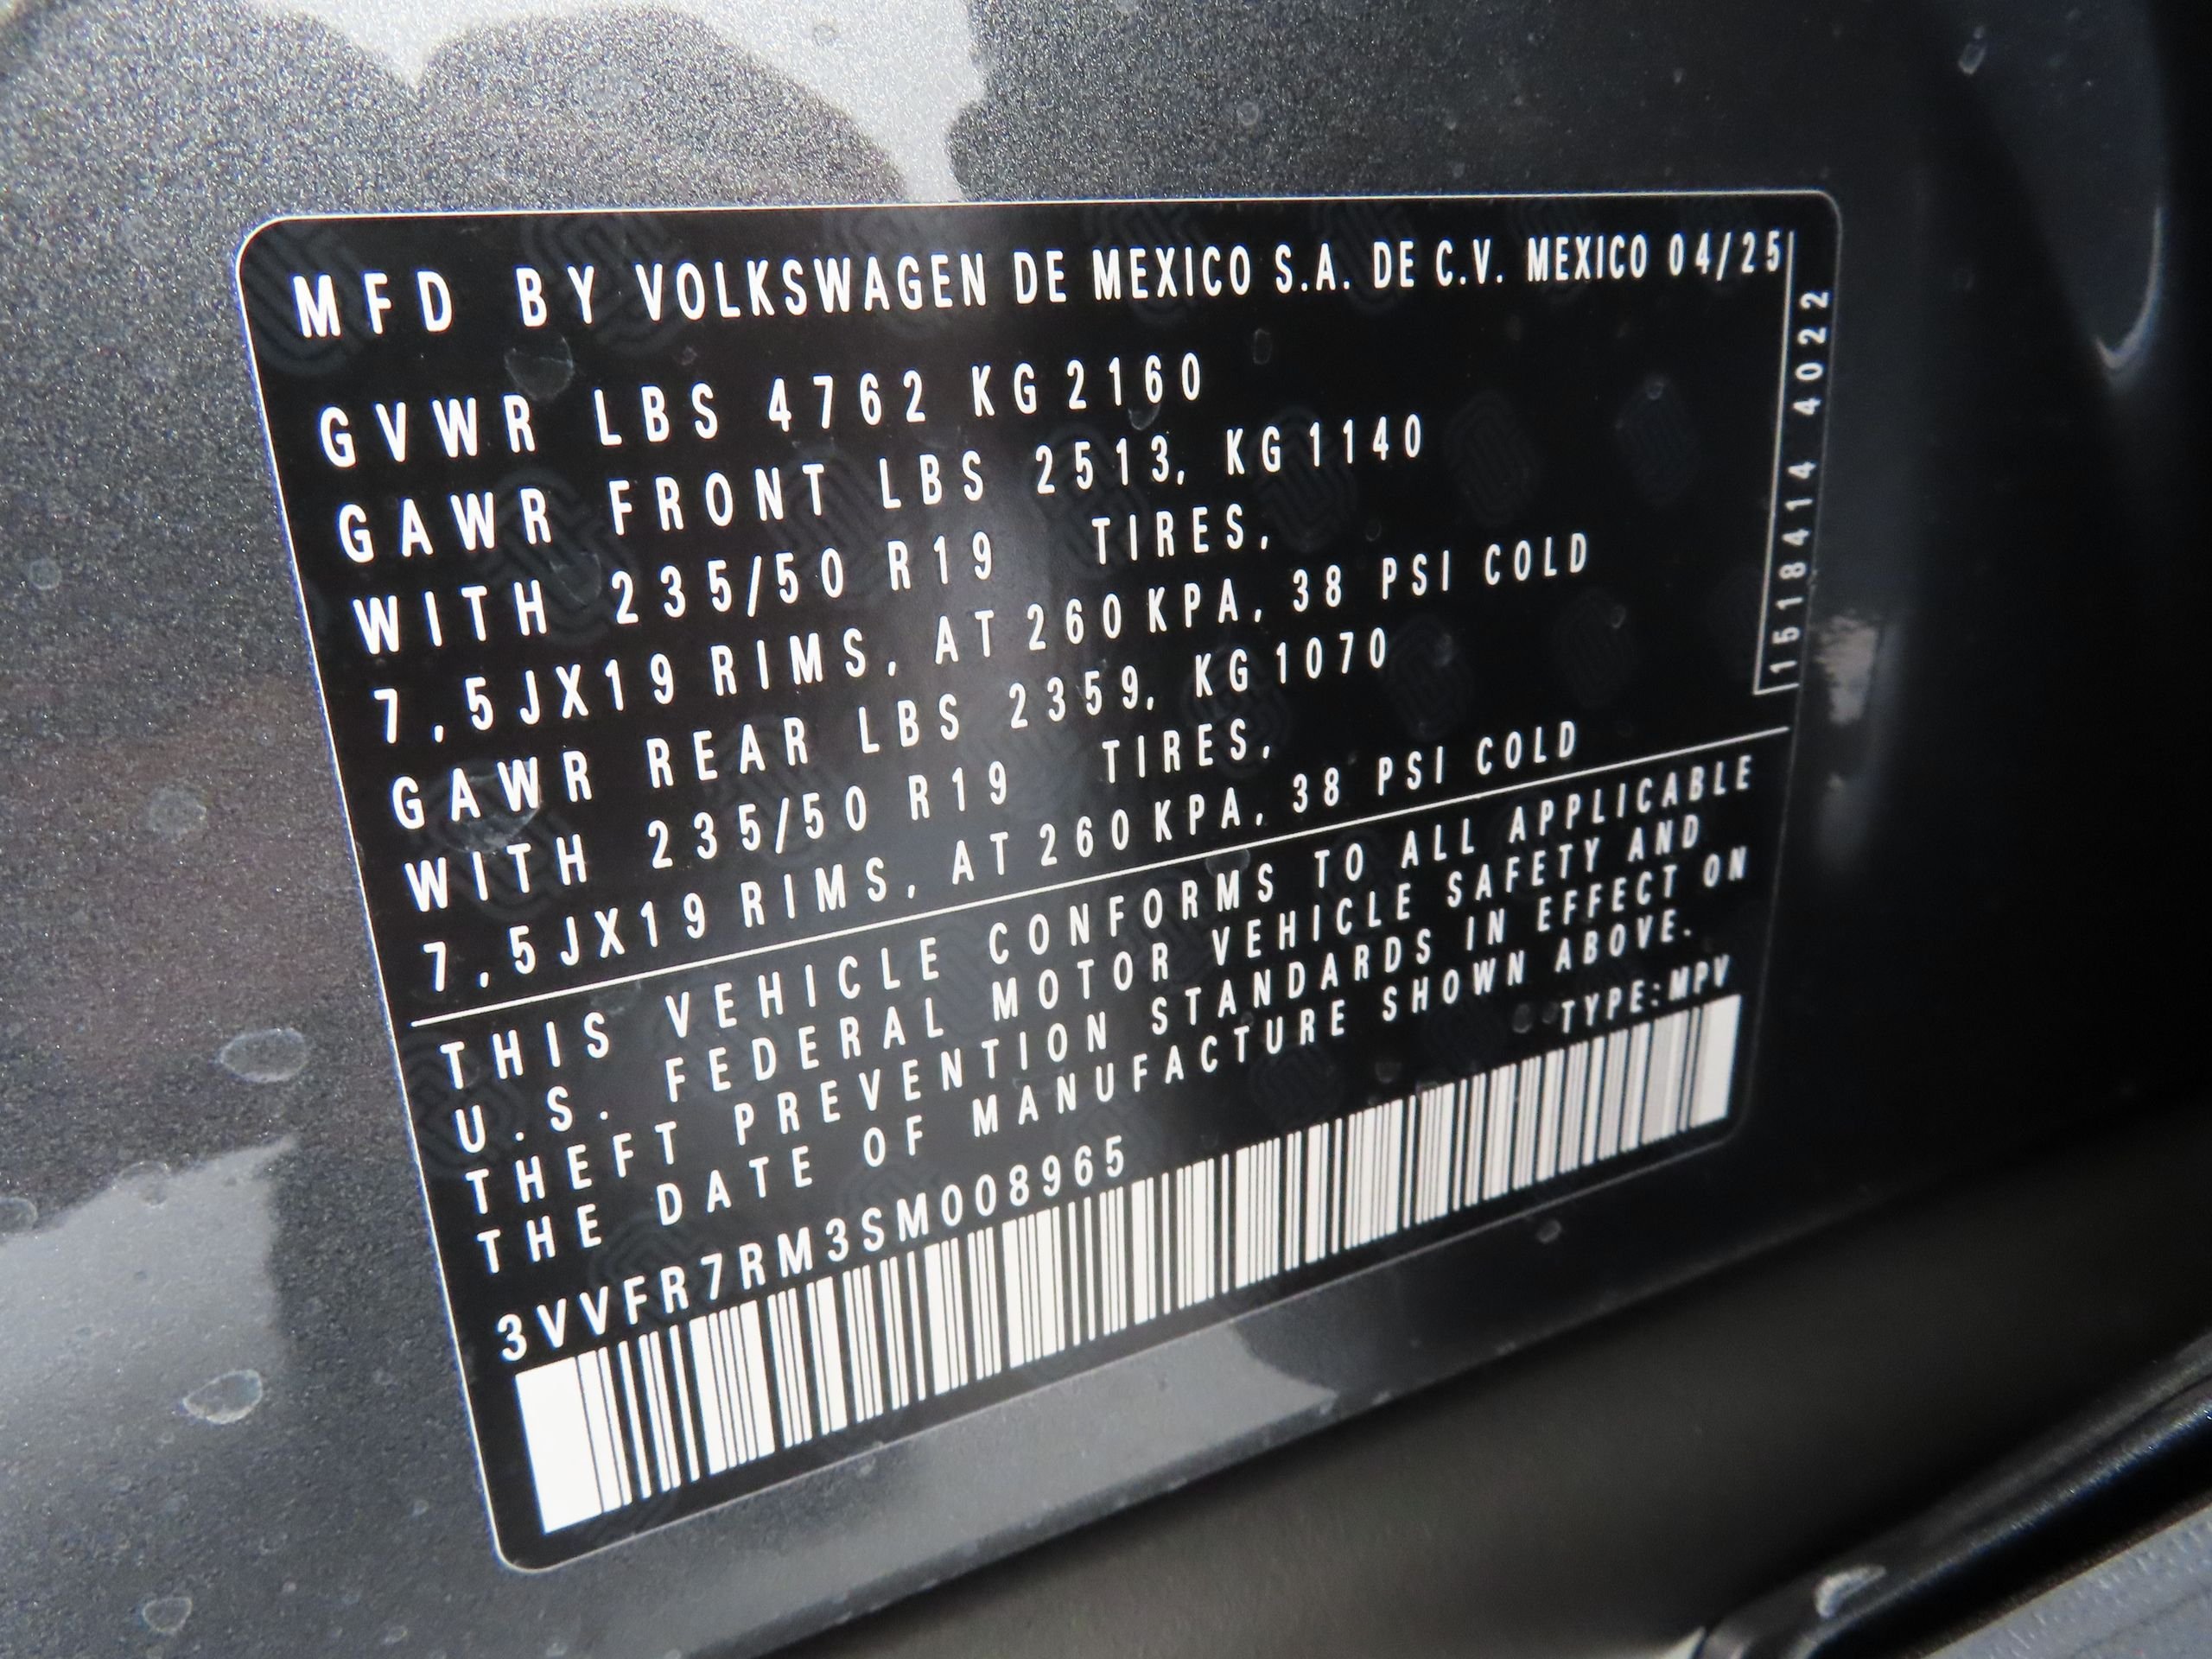 MFD BY VOLKSWAGEN DE MEXICO S.A. DE C.V. MEXICO 04/25
GVWR LBS 4762 KG 2160
GAWR FRONT LBS 2513, KG 1140
WITH 235/50 R19 TIRES,
7,5JX19 RIMS, AT 260 KPA, 38 PSI COLD
GAWR REAR LBS 2359, KG 1070
WITH 235/50 R19 TIRES,
7,5JX19 RIMS, AT 260 KPA, 38 PSI COLD
1518414 4022
THIS VEHICLE CONFORMS TO ALL APPLICABLE
U.S. FEDERAL MOTOR VEHICLE SAFETY AND
THEFT PREVENTION STANDARDS IN EFFECT ON
THE DATE OF MANUFACTURE SHOWN ABOVE.
TYPE:MPV
3VVFR7RM3SM008965